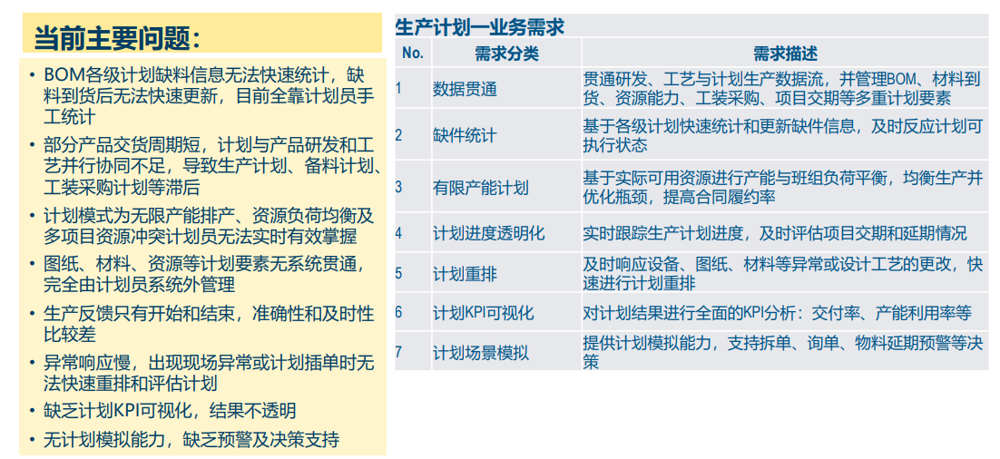 当前主要问题：
• BOM各级计划缺料信息无法快速统计，缺
料到货后无法快速更新，目前全靠计划员手
工统计
• 部分产品交货周期短，计划与产品研发和工
艺并行协同不足，导致生产计划、备料计划、
工装采购计划等滞后
• 计划模式为无限产能排产、资源负荷均衡及
多项目资源冲突计划员无法实时有效掌握
• 图纸、材料、资源等计划要素无系统贯通，
完全由计划员系统外管理
• 生产反馈只有开始和结束，准确性和及时性
比较差
• 异常响应慢，出现现场异常或计划插单时无
法快速重排和评估计划
• 缺乏计划KPI可视化，结果不透明
• 无计划模拟能力，缺乏预警及决策支持
生产计划—业务需求
No. 需求分类 需求描述
1 数据贯通 贯通研发、工艺与计划生产数据流，并管理BOM、材料到
货、资源能力、工装采购、项目交期等多重计划要素
2 缺件统计 基于各级计划快速统计和更新缺件信息，及时反应计划可
执行状态
3 有限产能计划 基于实际可用资源进行产能与班组负荷平衡，均衡生产并
优化瓶颈，提高合同履约率
4 计划进度透明化 实时跟踪生产计划进度，及时评估项目交期和延期情况
5 计划重排 及时响应设备、图纸、材料等异常或设计工艺的更改，快
速进行计划重排
6 计划KPI可视化 对计划结果进行全面的KPI分析：交付率、产能利用率等
7 计划场景模拟 提供计划模拟能力，支持拆单、询单、物料延期预警等决
策